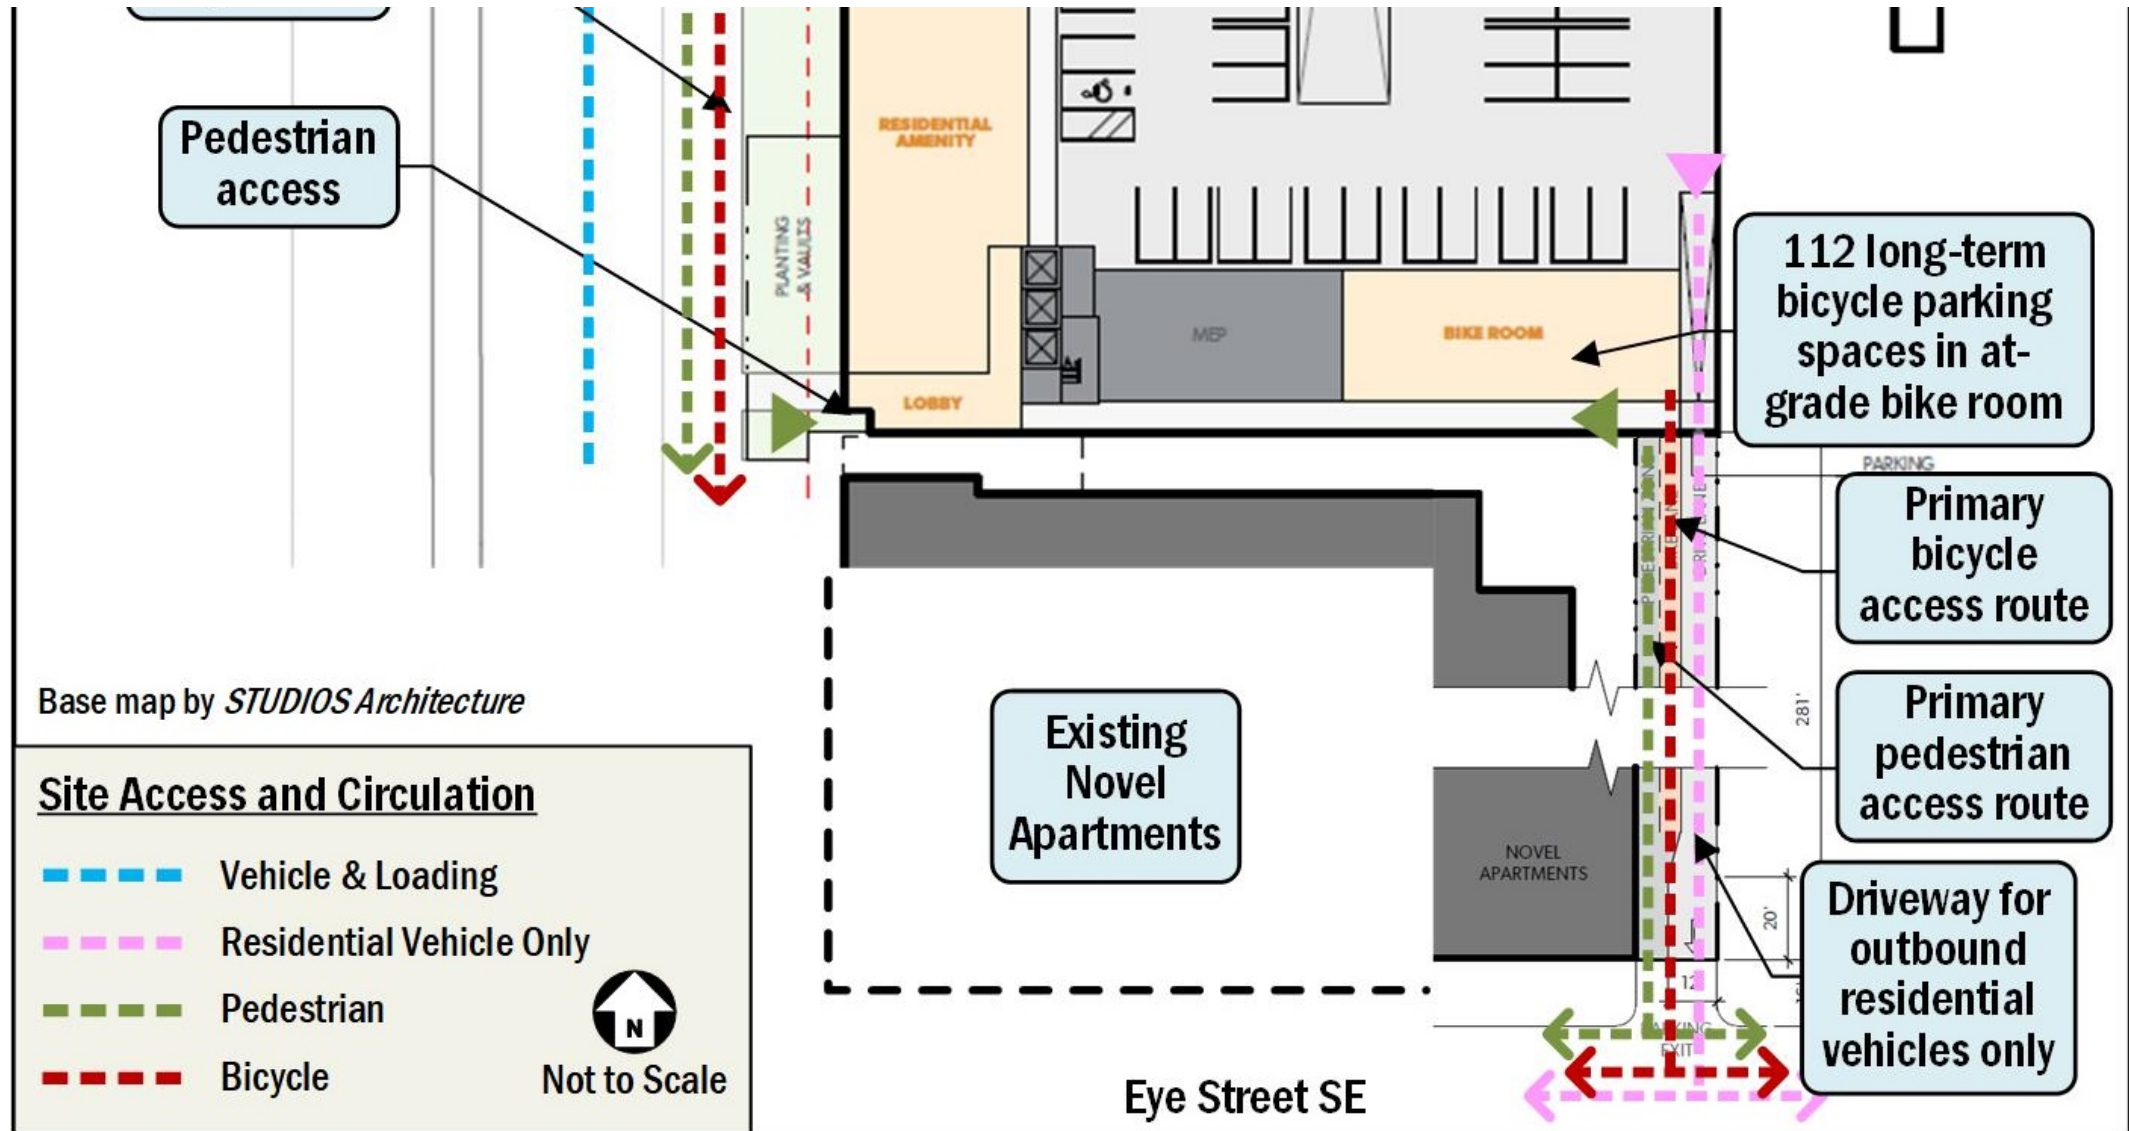 Pedestrian
access
RESIDENTIAL
AMENITY
PLANTING
& VAULTS
LOBBY
MEP
BIKE ROOM
112 long-term
bicycle parking
spaces in at-
grade bike room
PARKING
Primary
bicycle
access route
Primary
pedestrian
access route
281'
Existing
Novel
Apartments
NOVEL
APARTMENTS
20'
Driveway for
outbound
residential
vehicles only
PARKING
EXIT
Base map by STUDIOS Architecture
Site Access and Circulation
Vehicle & Loading
Residential Vehicle Only
Pedestrian
Bicycle
N
Not to Scale
Eye Street SE